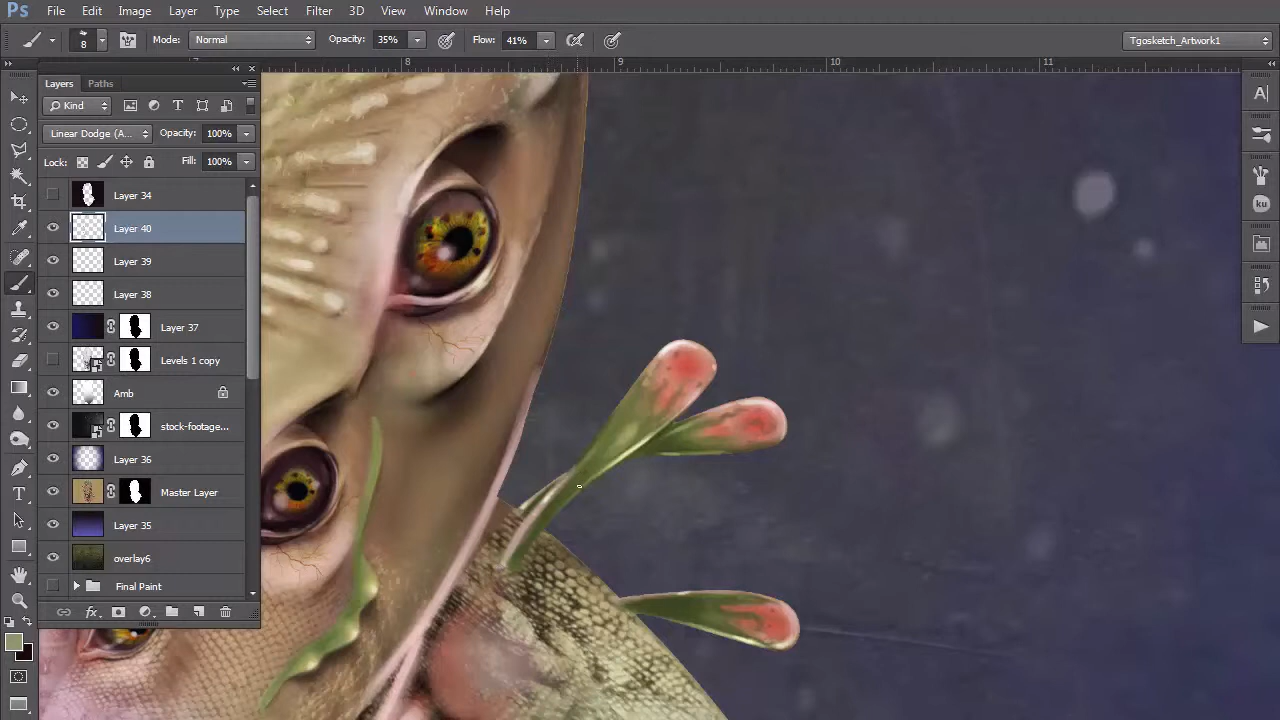 Ps File Edit Image Layer Type Select Filter 3D View Window Help
8 Mode: Normal Opacity: 35% Flow: 41% Tgosketch_Artwork1
7 8 9 10 11
Layers Paths
Kind T
Linear Dodge (A... Opacity: 100%
Lock: Fill: 100%
Layer 34
Layer 40
Layer 39
Layer 38
Layer 37
Levels 1 copy
Amb
stock-footage...
Layer 36
Master Layer
Layer 35
overlay6
Final Paint
fx
A
ku
T